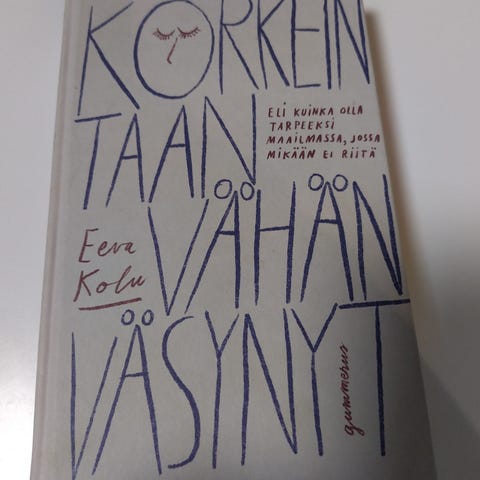 KORKEIN
TAAN
ELI KUINKA OLLA
TARPEEKSI
MAAILMASSA, JOSSA
MIKÄÄN EI RIITÄ
VÄHÄN
Eeva
Kolu
VÄSYNYT
gummerus